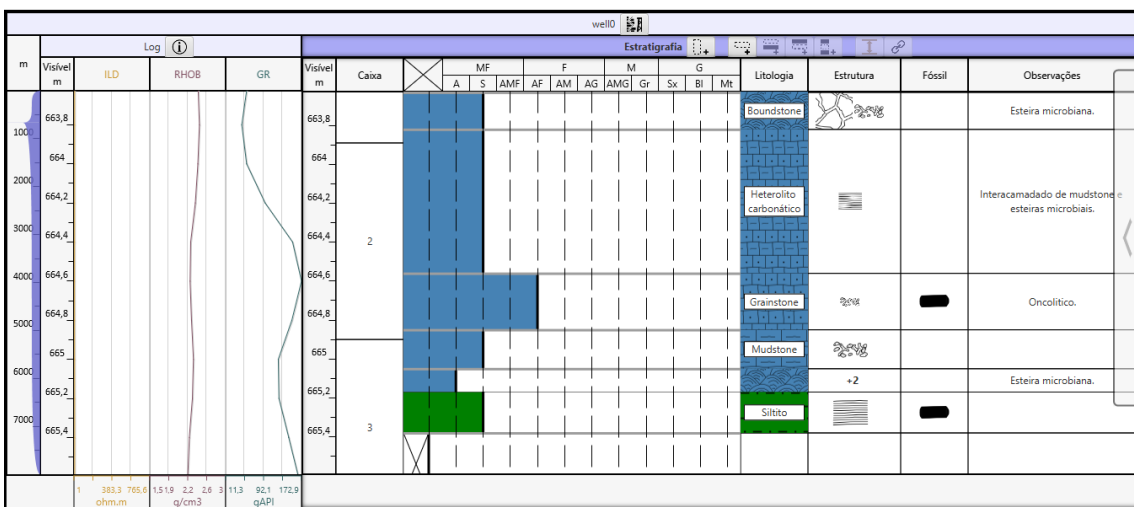 well0
Log
Estratigrafia
m
Visível
m
ILD
RHOB
GR
Visível
m
Caixa
MF
F
M
G
A
S
AMF
AF
AM
AG
AMG
Gr
Sx
Bl
Mt
Litologia
Estrutura
Fóssil
Observações
1000
2000
3000
4000
5000
6000
7000
663,8
664
664,2
664,4
664,6
664,8
665
665,2
665,4
663,8
664
664,2
664,4
664,6
664,8
665
665,2
665,4
2
3
Boundstone
Esteira microbiana.
Heterolito
carbonático
Interacamadado de mudstone e
esteiras microbiais.
Grainstone
Oncolitico.
Mudstone
+2
Esteira microbiana.
Siltito
1 383,3 765,6
ohm.m
1,5 1,9 2,2 2,6 3
g/cm3
11,3 92,1 172,9
gAPI